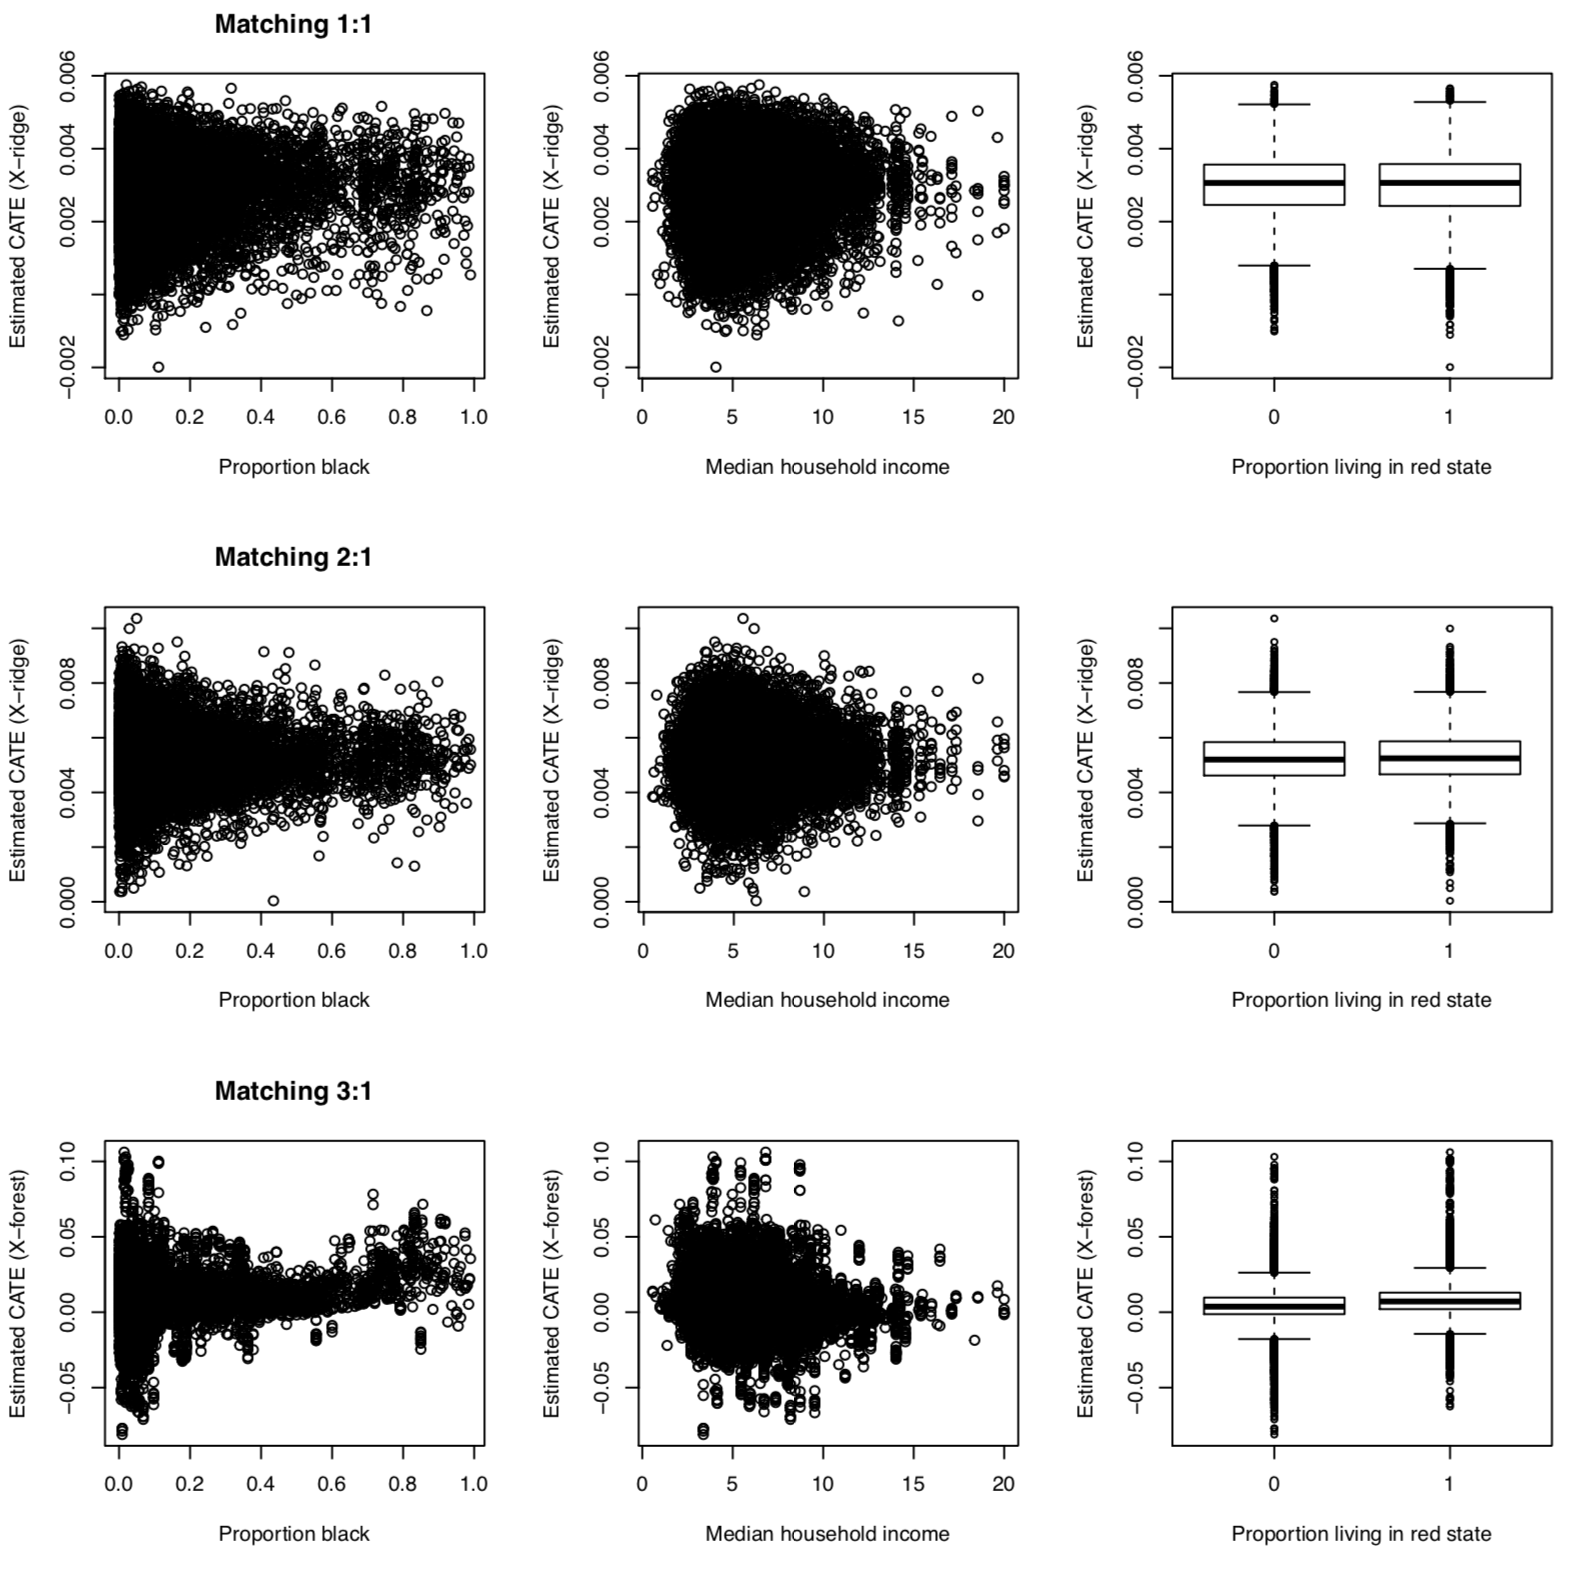 Matching 1:1
Estimated CATE (X−ridge)
−0.002 0.002 0.004 0.006
0.0 0.2 0.4 0.6 0.8 1.0
Proportion black
Estimated CATE (X−ridge)
−0.002 0.002 0.004 0.006
0 5 10 15 20
Median household income
Estimated CATE (X−ridge)
−0.002 0.002 0.004 0.006
0 1
Proportion living in red state
Matching 2:1
Estimated CATE (X−ridge)
0.000 0.004 0.008
0.0 0.2 0.4 0.6 0.8 1.0
Proportion black
Estimated CATE (X−ridge)
0.000 0.004 0.008
0 5 10 15 20
Median household income
Estimated CATE (X−ridge)
0.000 0.004 0.008
0 1
Proportion living in red state
Matching 3:1
Estimated CATE (X−forest)
−0.05 0.00 0.05 0.10
0.0 0.2 0.4 0.6 0.8 1.0
Proportion black
Estimated CATE (X−forest)
−0.05 0.00 0.05 0.10
0 5 10 15 20
Median household income
Estimated CATE (X−forest)
−0.05 0.00 0.05 0.10
0 1
Proportion living in red state